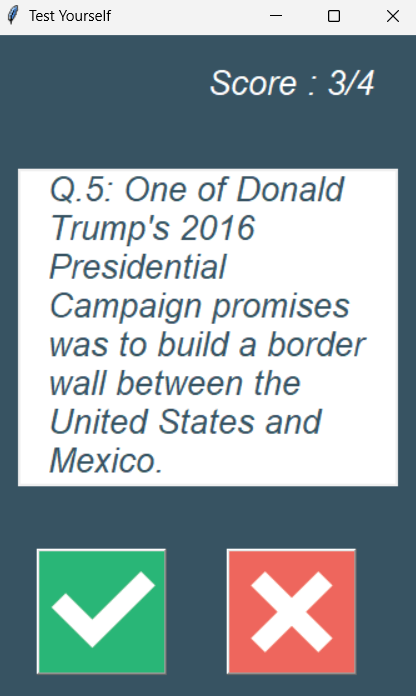 Test Yourself
Score : 3/4
Q.5: One of Donald
Trump's 2016
Presidential
Campaign promises
was to build a border
wall between the
United States and
Mexico.